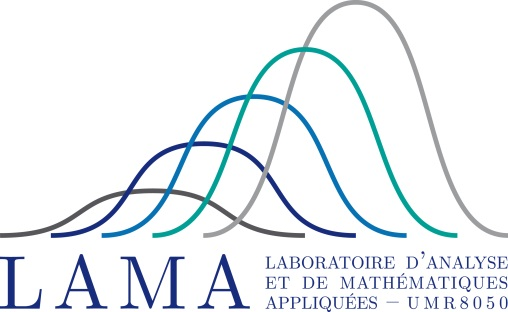 LAMA
LABORATOIRE D'ANALYSE
ET DE MATHÉMATIQUES
APPLIQUÉES – UMR8050